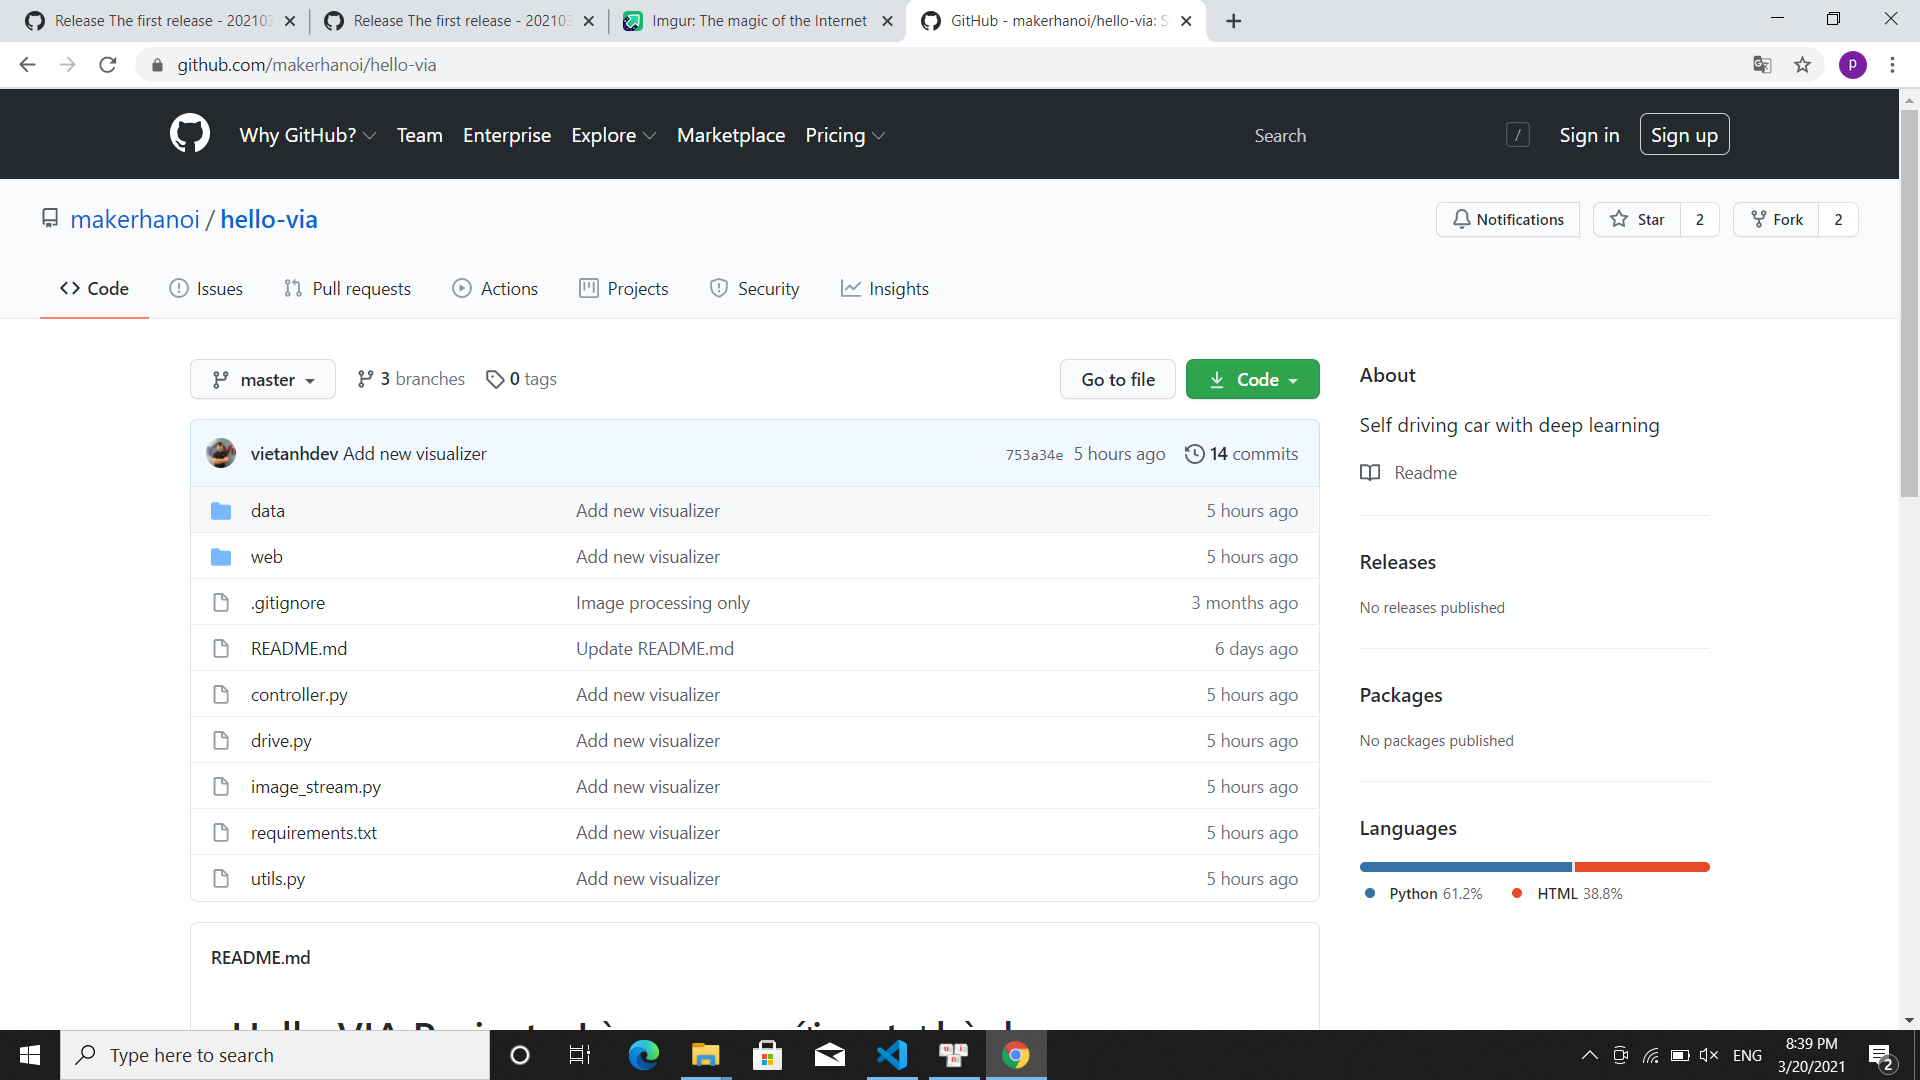 Release The first release - 20210
Release The first release - 20210
Imgur: The magic of the Internet
GitHub - makerhanoi/hello-via: S
github.com/makerhanoi/hello-via
p
Why GitHub?
Team
Enterprise
Explore
Marketplace
Pricing
Search
/
Sign in
Sign up
makerhanoi / hello-via
Notifications
Star
2
Fork
2
Code
Issues
Pull requests
Actions
Projects
Security
Insights
master
3 branches
0 tags
Go to file
Code
vietanhdev Add new visualizer
753a34e 5 hours ago
14 commits
data Add new visualizer 5 hours ago
web Add new visualizer 5 hours ago
.gitignore Image processing only 3 months ago
README.md Update README.md 6 days ago
controller.py Add new visualizer 5 hours ago
drive.py Add new visualizer 5 hours ago
image_stream.py Add new visualizer 5 hours ago
requirements.txt Add new visualizer 5 hours ago
utils.py Add new visualizer 5 hours ago
README.md
About
Self driving car with deep learning
Readme
Releases
No releases published
Packages
No packages published
Languages
Python 61.2%
HTML 38.8%
Type here to search
ENG
8:39 PM
3/20/2021
2